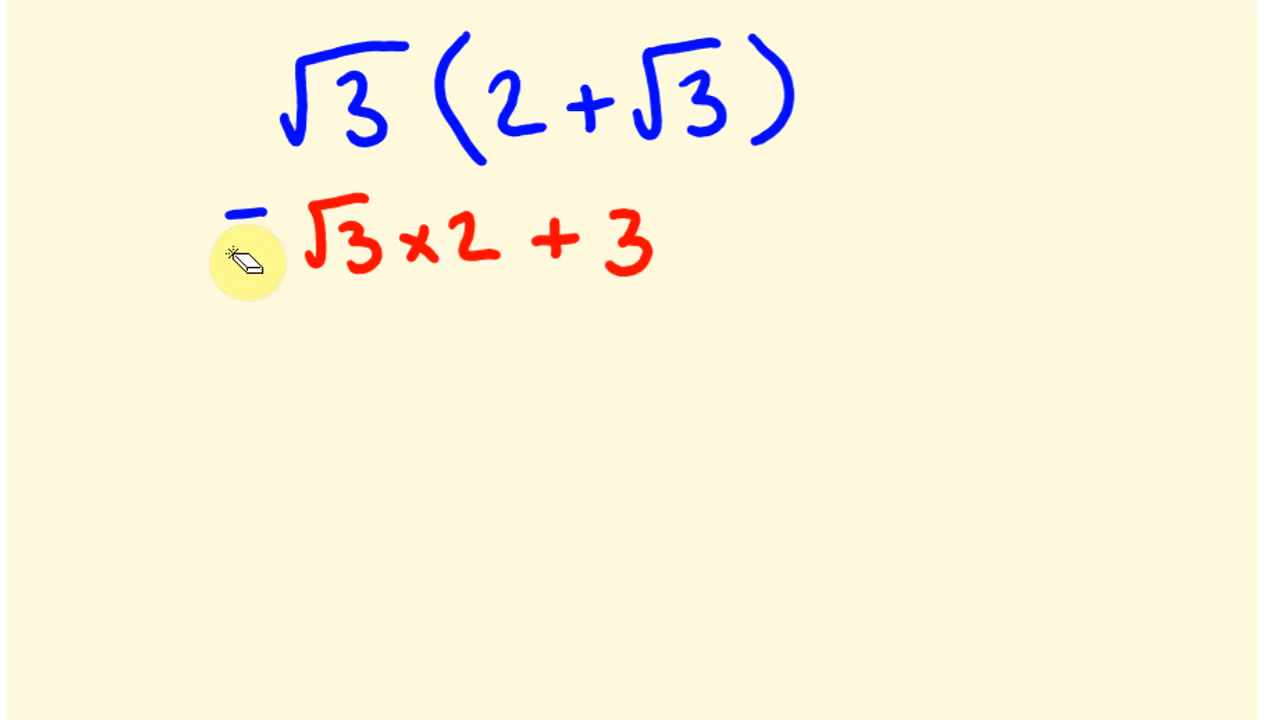 √3 (2 + √3)
– √3 × 2 + 3